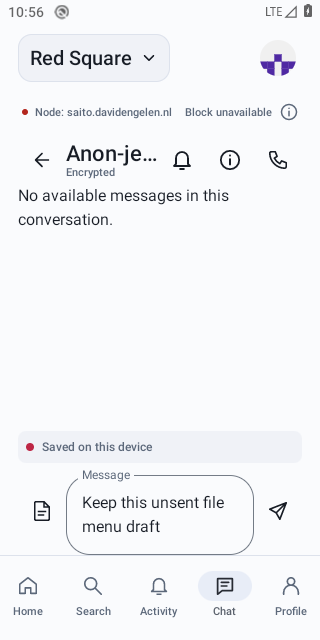 10:56
LTE
Red Square
Node: saito.davidengelen.nl
Block unavailable
Anon-je...
Encrypted
No available messages in this
conversation.
Saved on this device
Message
Keep this unsent file
menu draft
Home
Search
Activity
Chat
Profile